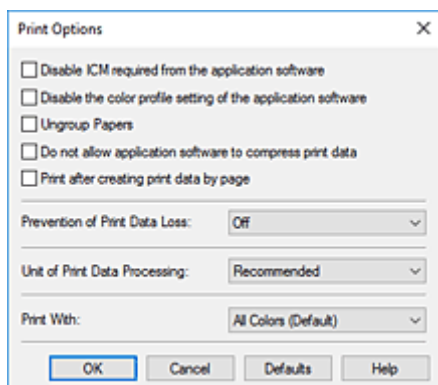 Print Options
Disable ICM required from the application software
Disable the color profile setting of the application software
Ungroup Papers
Do not allow application software to compress print data
Print after creating print data by page
Prevention of Print Data Loss: Off
Unit of Print Data Processing: Recommended
Print With: All Colors (Default)
OK Cancel Defaults Help